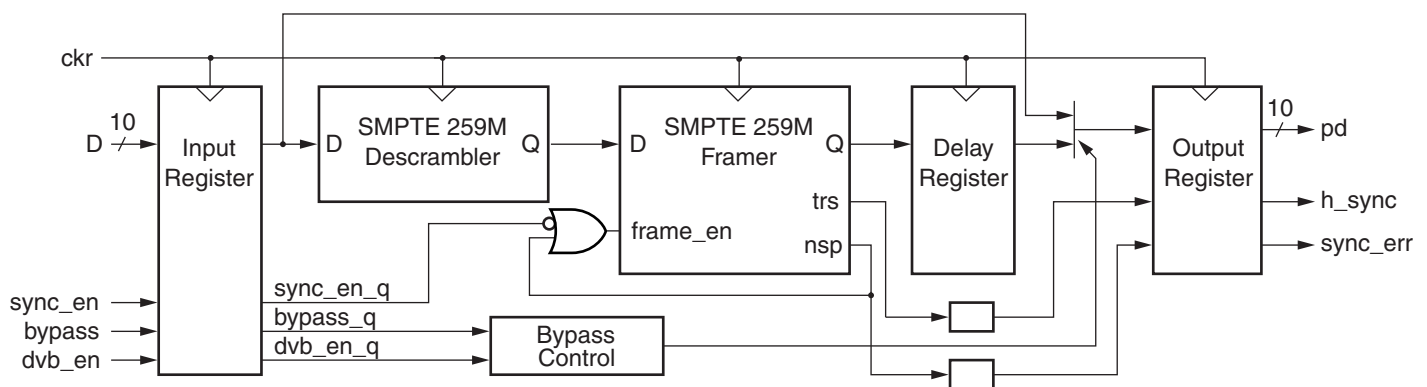 ckr
10
D
Input
Register
D
SMPTE 259M
Descrambler
Q
D
SMPTE 259M
Framer
Q
trs
nsp
frame_en
Delay
Register
Output
Register
10
pd
h_sync
sync_err
sync_en
bypass
dvb_en
sync_en_q
bypass_q
dvb_en_q
Bypass
Control